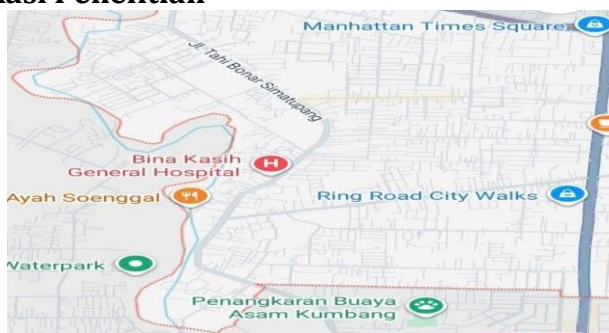 Penelitian
Manhattan Times Square
Jl. Tahi Bonar Simatupang
Bina Kasih
General Hospital
H
Ayah Soenggal
Ring Road City Walks
Waterpark
Penangkaran Buaya
Asam Kumbang